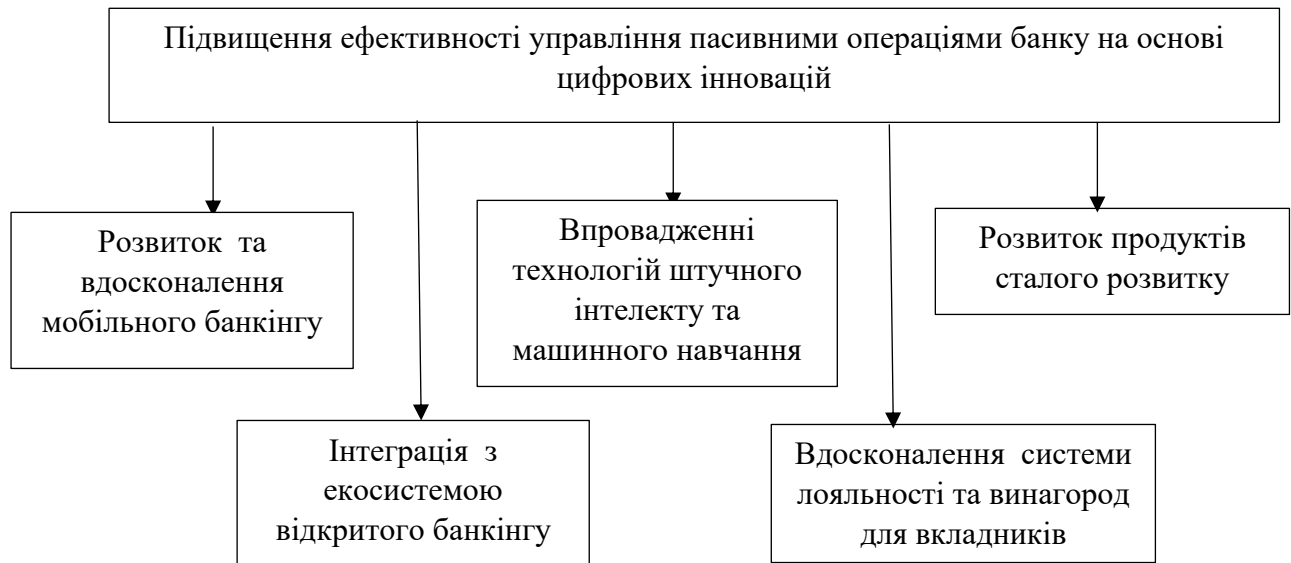 Підвищення ефективності управління пасивними операціями банку на основі
цифрових інновацій
Розвиток та
вдосконалення
мобільного банкінгу
Впровадженні
технологій штучного
інтелекту та
машинного навчання
Розвиток продуктів
сталого розвитку
Інтеграція з
екосистемою
відкритого банкінгу
Вдосконалення системи
лояльності та винагород
для вкладників